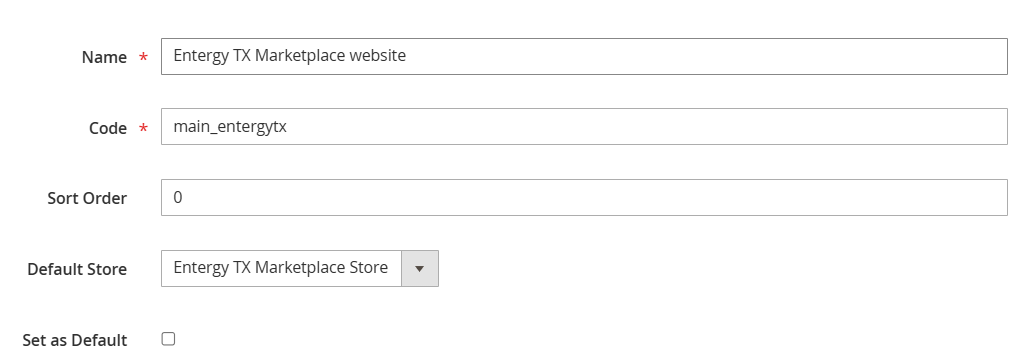 Name * Entergy TX Marketplace website
Code * main_entergytx
Sort Order 0
Default Store Entergy TX Marketplace Store
Set as Default